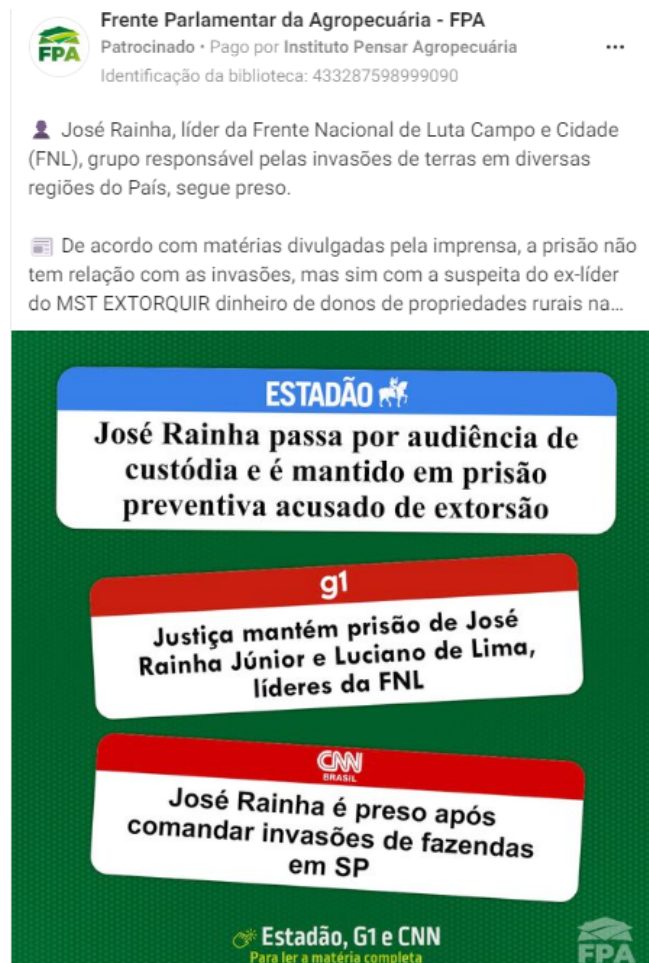 Frente Parlamentar da Agropecuária - FPA
Patrocinado • Pago por Instituto Pensar Agropecuária
Identificação da biblioteca: 433287598999090
FPA
José Rainha, líder da Frente Nacional de Luta Campo e Cidade
(FNL), grupo responsável pelas invasões de terras em diversas
regiões do País, segue preso.
De acordo com matérias divulgadas pela imprensa, a prisão não
tem relação com as invasões, mas sim com a suspeita do ex-líder
do MST EXTORQUIR dinheiro de donos de propriedades rurais na...
ESTADÃO
José Rainha passa por audiência de
custódia e é mantido em prisão
preventiva acusado de extorsão
g1
Justiça mantém prisão de José
Rainha Júnior e Luciano de Lima,
líderes da FNL
CNN
BRASIL
José Rainha é preso após
comandar invasões de fazendas
em SP
Estadão, G1 e CNN
Para ler a matéria completa
FPA